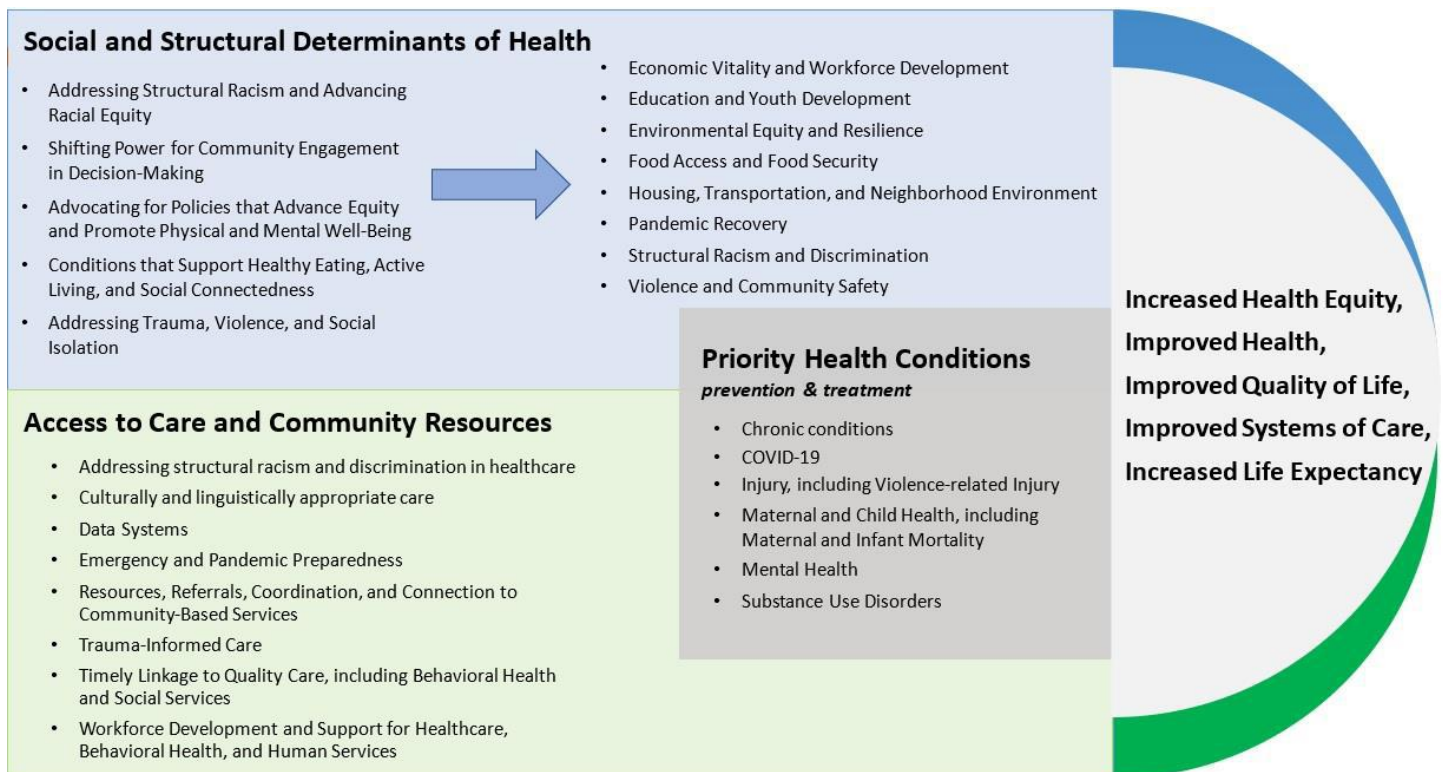 Social and Structural Determinants of Health
• Addressing Structural Racism and Advancing
Racial Equity
• Shifting Power for Community Engagement
in Decision-Making
• Advocating for Policies that Advance Equity
and Promote Physical and Mental Well-Being
• Conditions that Support Healthy Eating, Active
Living, and Social Connectedness
• Addressing Trauma, Violence, and Social
Isolation
• Economic Vitality and Workforce Development
• Education and Youth Development
• Environmental Equity and Resilience
• Food Access and Food Security
• Housing, Transportation, and Neighborhood Environment
• Pandemic Recovery
• Structural Racism and Discrimination
• Violence and Community Safety
Priority Health Conditions
prevention & treatment
• Chronic conditions
• COVID-19
• Injury, including Violence-related Injury
• Maternal and Child Health, including
Maternal and Infant Mortality
• Mental Health
• Substance Use Disorders
Access to Care and Community Resources
• Addressing structural racism and discrimination in healthcare
• Culturally and linguistically appropriate care
• Data Systems
• Emergency and Pandemic Preparedness
• Resources, Referrals, Coordination, and Connection to
Community-Based Services
• Trauma-Informed Care
• Timely Linkage to Quality Care, including Behavioral Health
and Social Services
• Workforce Development and Support for Healthcare,
Behavioral Health, and Human Services
Increased Health Equity,
Improved Health,
Improved Quality of Life,
Improved Systems of Care,
Increased Life Expectancy